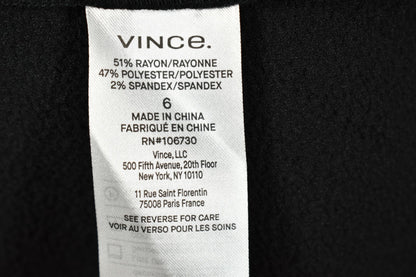 VINCE.
51% RAYON/RAYONNE
47% POLYESTER/POLYESTER
2% SPANDEX/SPANDEX
6
MADE IN CHINA
FABRIQUÉ EN CHINE
RN#106730
Vince, LLC
500 Fifth Avenue, 20th Floor
New York, NY 10110
11 Rue Saint Florentin
75008 Paris France
SEE REVERSE FOR CARE
VOIR AU VERSO POUR LES SOINS